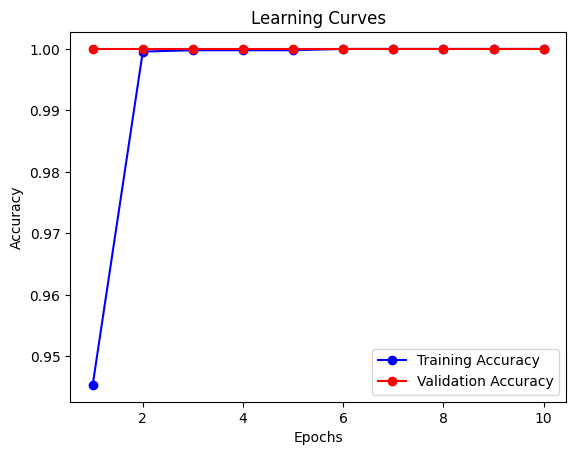 Learning Curves
1.00
0.99
0.98
0.97
0.96
0.95
Accuracy
2 4 6 8 10
Epochs
Training Accuracy
Validation Accuracy